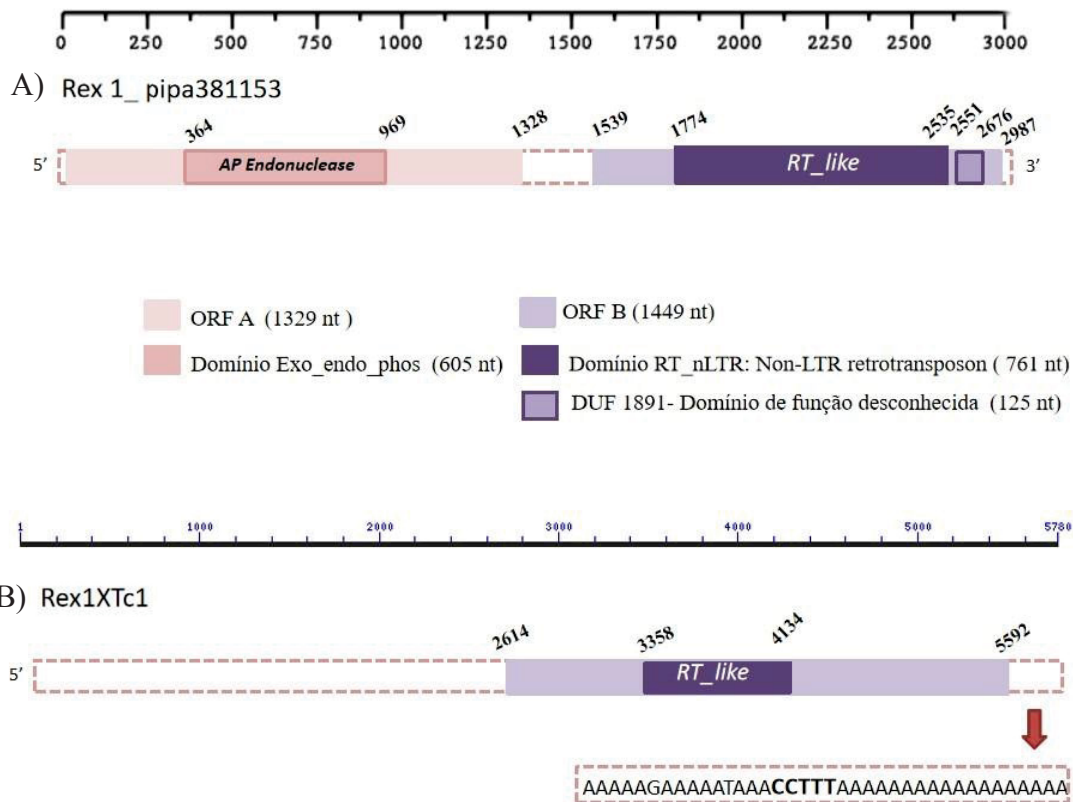 0 250 500 750 1000 1250 1500 1750 2000 2250 2500 3000
A) Rex 1_ pipa381153
364 969 1328 1539 1774 2535 2551 2676 2987
5’ AP Endonuclease RT_like 3’
ORF A (1329 nt )
ORF B (1449 nt)
Domínio Exo_endo_phos (605 nt)
Domínio RT_nLTR: Non-LTR retrotransposon ( 761 nt)
DUF 1891- Domínio de função desconhecida (125 nt)
1 1000 2000 3000 4000 5000 5780
B) Rex1XTc1
2614 3358 4134 5592
5’ RT_like
AAAAAGAAAAATAAACCTTTAAAAAAAAAAAAAAAAAA